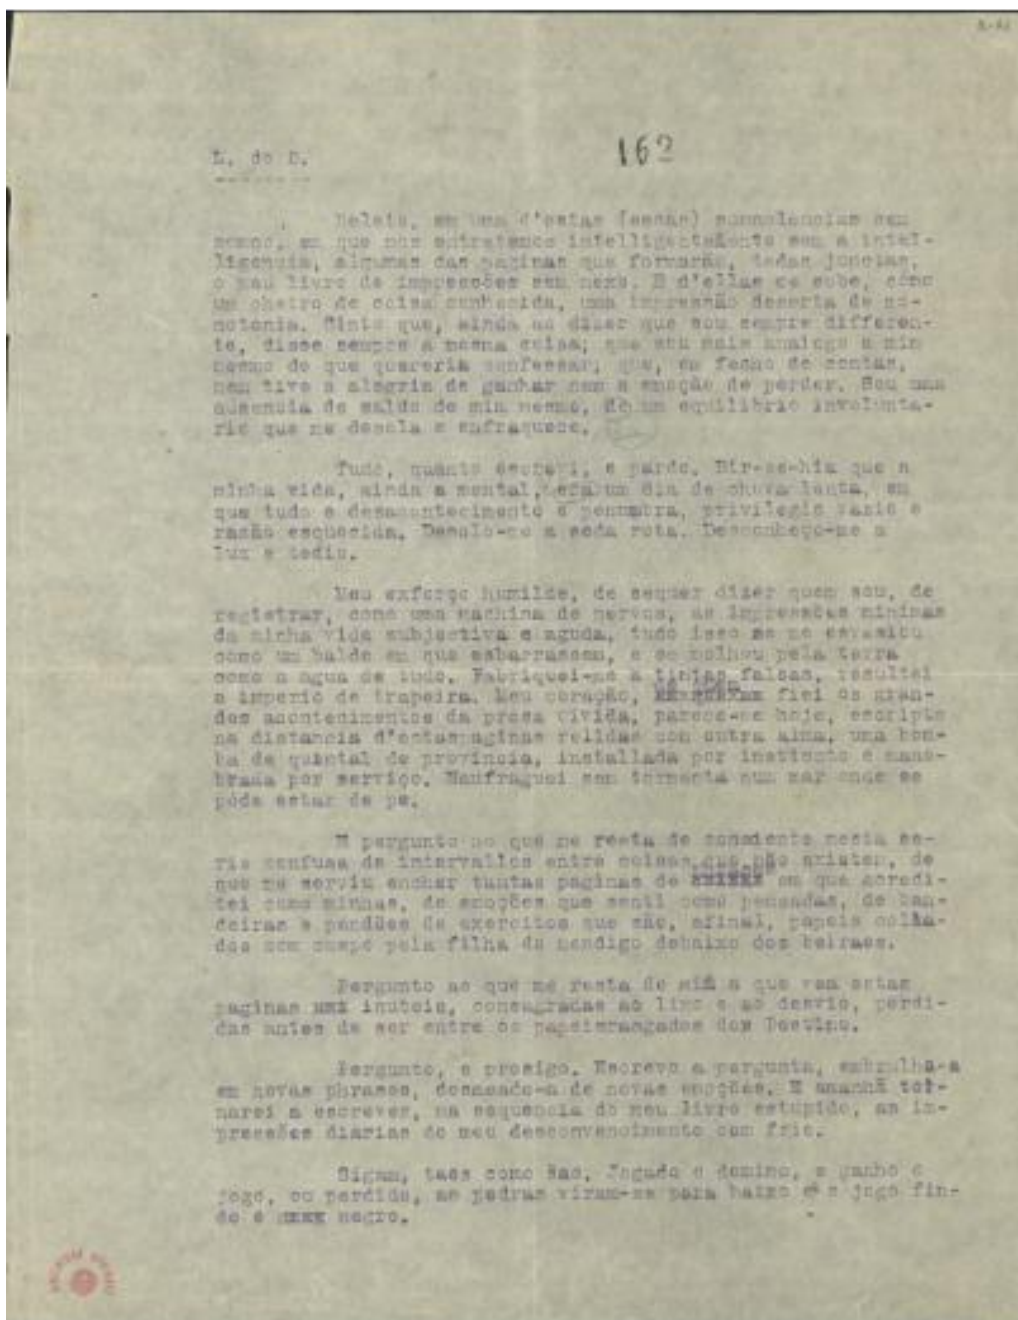 L. do D.
162
Releio, em uma d'estas (essas) somnolencias sem
somno, em que nos entretemos intelligentemente sem a intel-
ligencia, algumas das paginas que formarão, todas junctas,
o meu livro de impressões sem nexo. E d'ellas me sobe, como
um cheiro de coisa conhecida, uma impressão deserta de mo-
notonia. Sinto que, ainda ao dizer que sou sempre differen-
te, disse sempre a mesma coisa; que sou mais analogo a mim
mesmo do que quereria confessar; que, em fecho de contas,
nem tive a alegria de ganhar nem a emoção de perder. Sou uma
ausencia de saldo de mim mesmo, de um equilibrio involunta-
rio que me desola e enfraquece.
Tudo, quanto escrevi, é pardo. Dir-se-hia que a
minha vida, ainda a mental, era um dia de chuva lenta, em
que tudo é desacontecimento e penumbra, privilegio vazio e
razão esquecida. Desolo-me a seda rota. Desconheço-me a
luz e tedio.
Meu exforço humilde, de sequer dizer quem sou, de
registrar, como uma machina de nervos, as impressões minimas
da minha vida subjectiva e aguda, tudo isso se me esvasiou
como um balde em que esbarrassem, e se molhou pela terra
como a agua de tudo. Fabriquei-me a tintas falsas, resultei
a imperio de trapeira. Meu coração, fiei os gran-
des acontecimentos da prosa vivida, parece-me hoje, escripto
na distancia d'estas paginas relidas com outra alma, uma bom-
ba de quintal de provincia, installada por instincto e mano-
brada por serviço. Naufraguei sem tormenta num mar onde se
póde estar de pé.
E pergunto ao que me resta de consciente nesta se-
rie confusa de intervallos entre coisas que não existem, de
que me serviu encher tantas paginas de em que acredi-
tei como minhas, de emoções que senti como pensadas, de ban-
deiras e pendões de exercitos que são, afinal, papeis colla-
dos com cuspo pela filha do mendigo debaixo dos beiraes.
Pergunto ao que me resta de mim a que vem estas
paginas inuteis, consagradas ao lixo e ao desvio, perdi-
das antes de ser entre os papeis rasgados do Destino.
Pergunto, e prosigo. Escrevo a pergunta, embrulho-a
em novas phrases, desmeado-a de novas emoções. E amanhã tor-
narei a escrever, na sequencia do meu livro estupido, as im-
pressões diarias do meu desconvencimento com frio.
Sigam, taes como são. Jogado o domino, e ganho o
jogo, ou perdido, as pedras viram-se para baixo e o jogo fin-
do é negro.